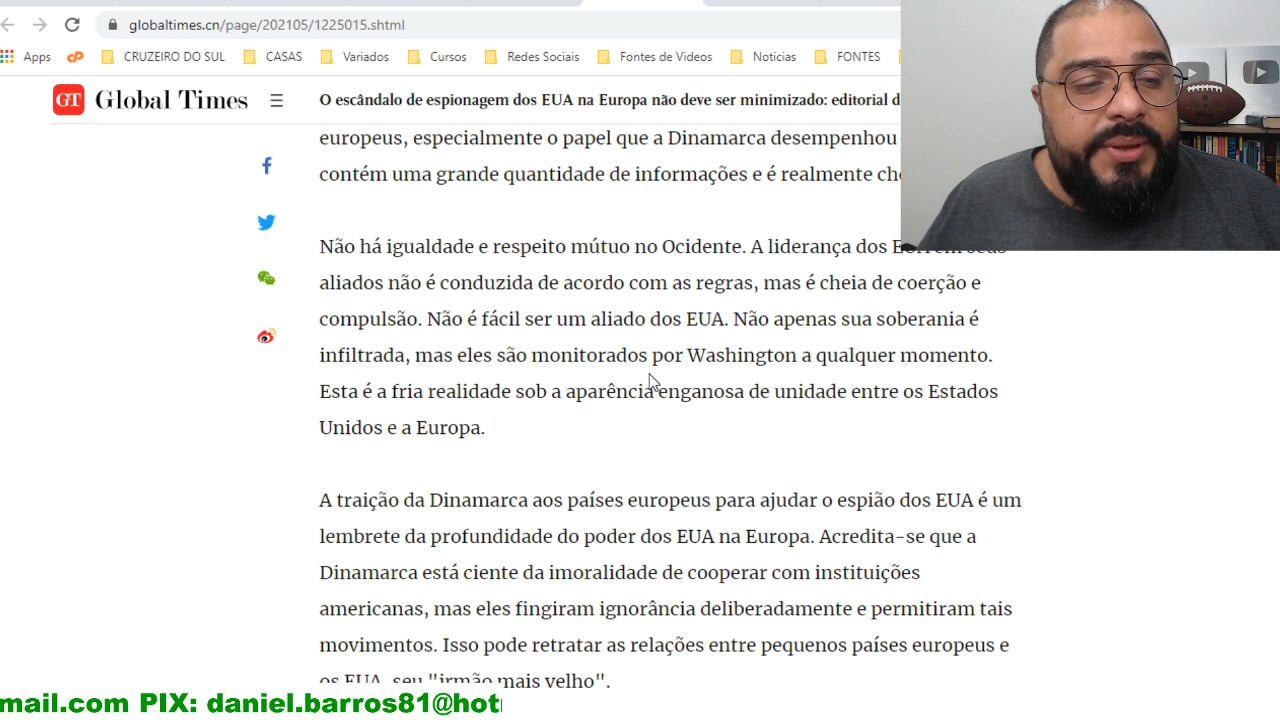 globaltimes.cn/page/202105/1225015.shtml
Apps
CRUZEIRO DO SUL
CASAS
Variados
Cursos
Redes Sociais
Fontes de Videos
Noticias
FONTES
GT Global Times
O escândalo de espionagem dos EUA na Europa não deve ser minimizado: editorial d
europeus, especialmente o papel que a Dinamarca desempenhou
contém uma grande quantidade de informações e é realmente
Não há igualdade e respeito mútuo no Ocidente. A liderança dos
aliados não é conduzida de acordo com as regras, mas é cheia de coerção e
compulsão. Não é fácil ser um aliado dos EUA. Não apenas sua soberania é
infiltrada, mas eles são monitorados por Washington a qualquer momento.
Esta é a fria realidade sob a aparência enganosa de unidade entre os Estados
Unidos e a Europa.
A traição da Dinamarca aos países europeus para ajudar o espião dos EUA é um
lembrete da profundidade do poder dos EUA na Europa. Acredita-se que a
Dinamarca está ciente da imoralidade de cooperar com instituições
americanas, mas eles fingiram ignorância deliberadamente e permitiram tais
movimentos. Isso pode retratar as relações entre pequenos países europeus e
os EUA, seu "irmão mais velho".
mail.com PIX: daniel.barros81@hot